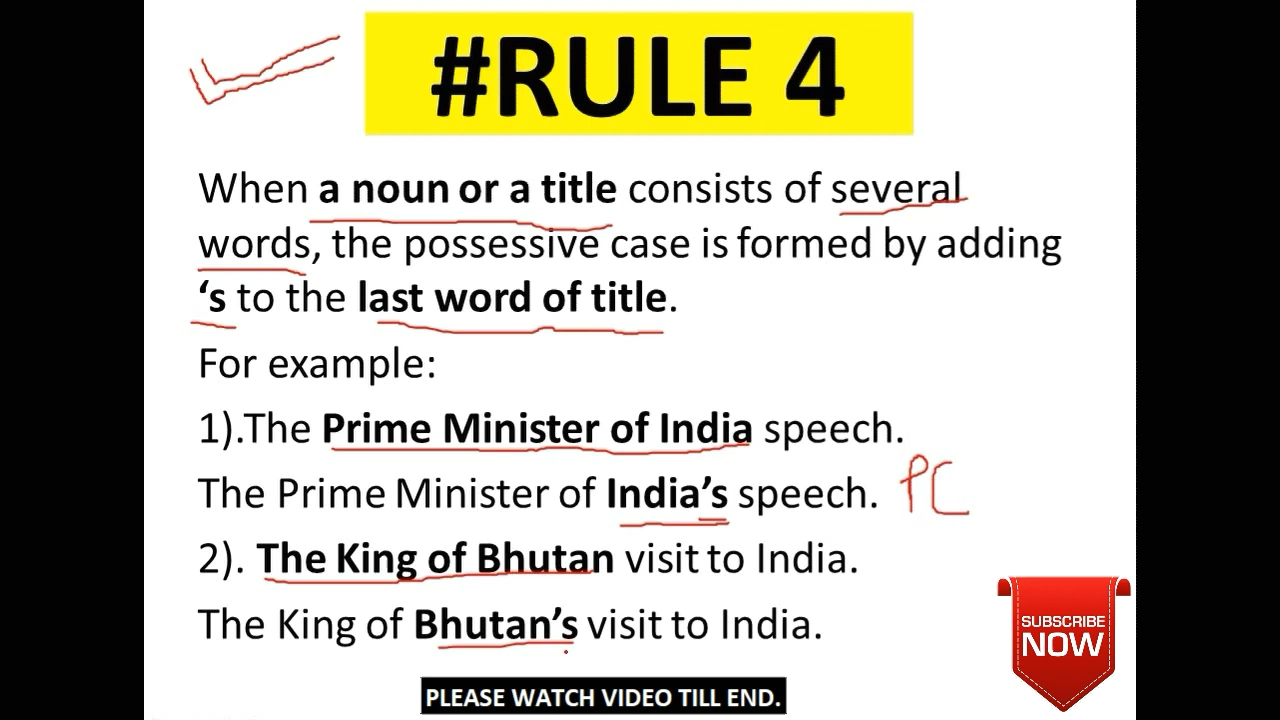 #RULE 4
When a noun or a title consists of several
words, the possessive case is formed by adding
‘s to the last word of title.
For example:
1).The Prime Minister of India speech.
The Prime Minister of India’s speech. PC
2). The King of Bhutan visit to India.
The King of Bhutan’s visit to India.
SUBSCRIBE
NOW
PLEASE WATCH VIDEO TILL END.